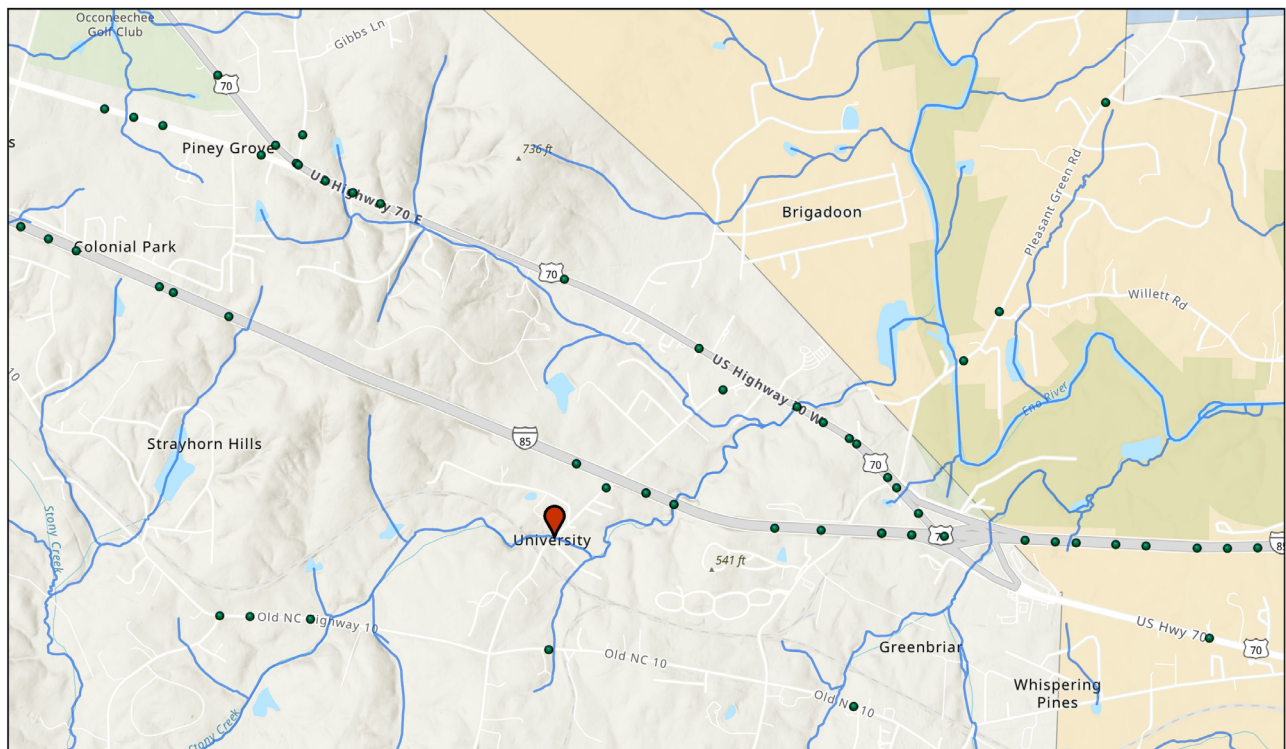 Occoneechee
Golf Club
Gibbs Ln
70
s
Piney Grove
736 ft
US Highway 70 E
Brigadoon
Pleasant Green Rd
Colonial Park
70
Willett Rd
10
US Highway 70 W
Eno River
Strayhorn Hills
85
70
Stony Creek
University
70
85
541 ft
Old NC Highway 10
US Hwy 70
Greenbriar
70
Old NC 10
Whispering
Pines
Old NC 10
Stony Creek